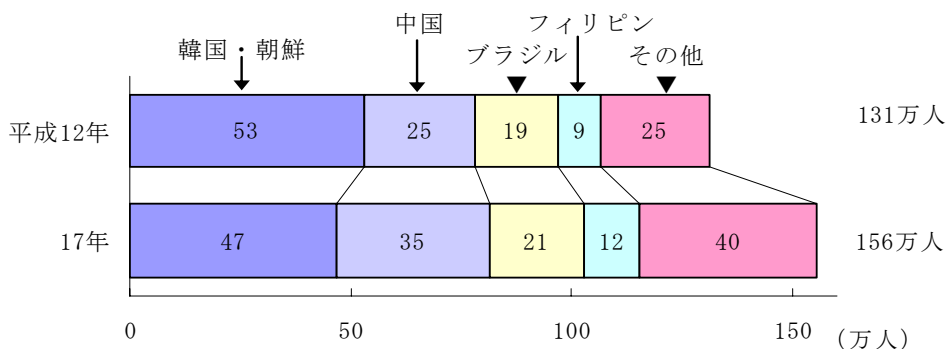 韓国・朝鮮
中国
ブラジル
フィリピン
その他
平成12年
53
25
19
9
25
131万人
17年
47
35
21
12
40
156万人
0
50
100
150
(万人)